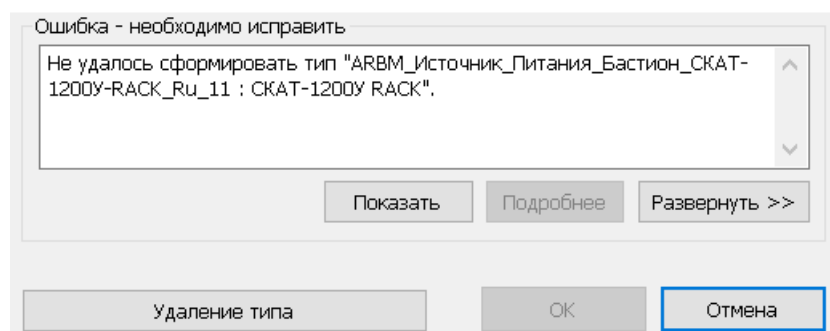 Ошибка - необходимо исправить
Не удалось сформировать тип "ARBM_Источник_Питания_Бастион_СКАТ-
1200У-RACK_Ru_11 : СКАТ-1200У RACK".
Показать
Подробнее
Развернуть >>
Удаление типа
ОК
Отмена